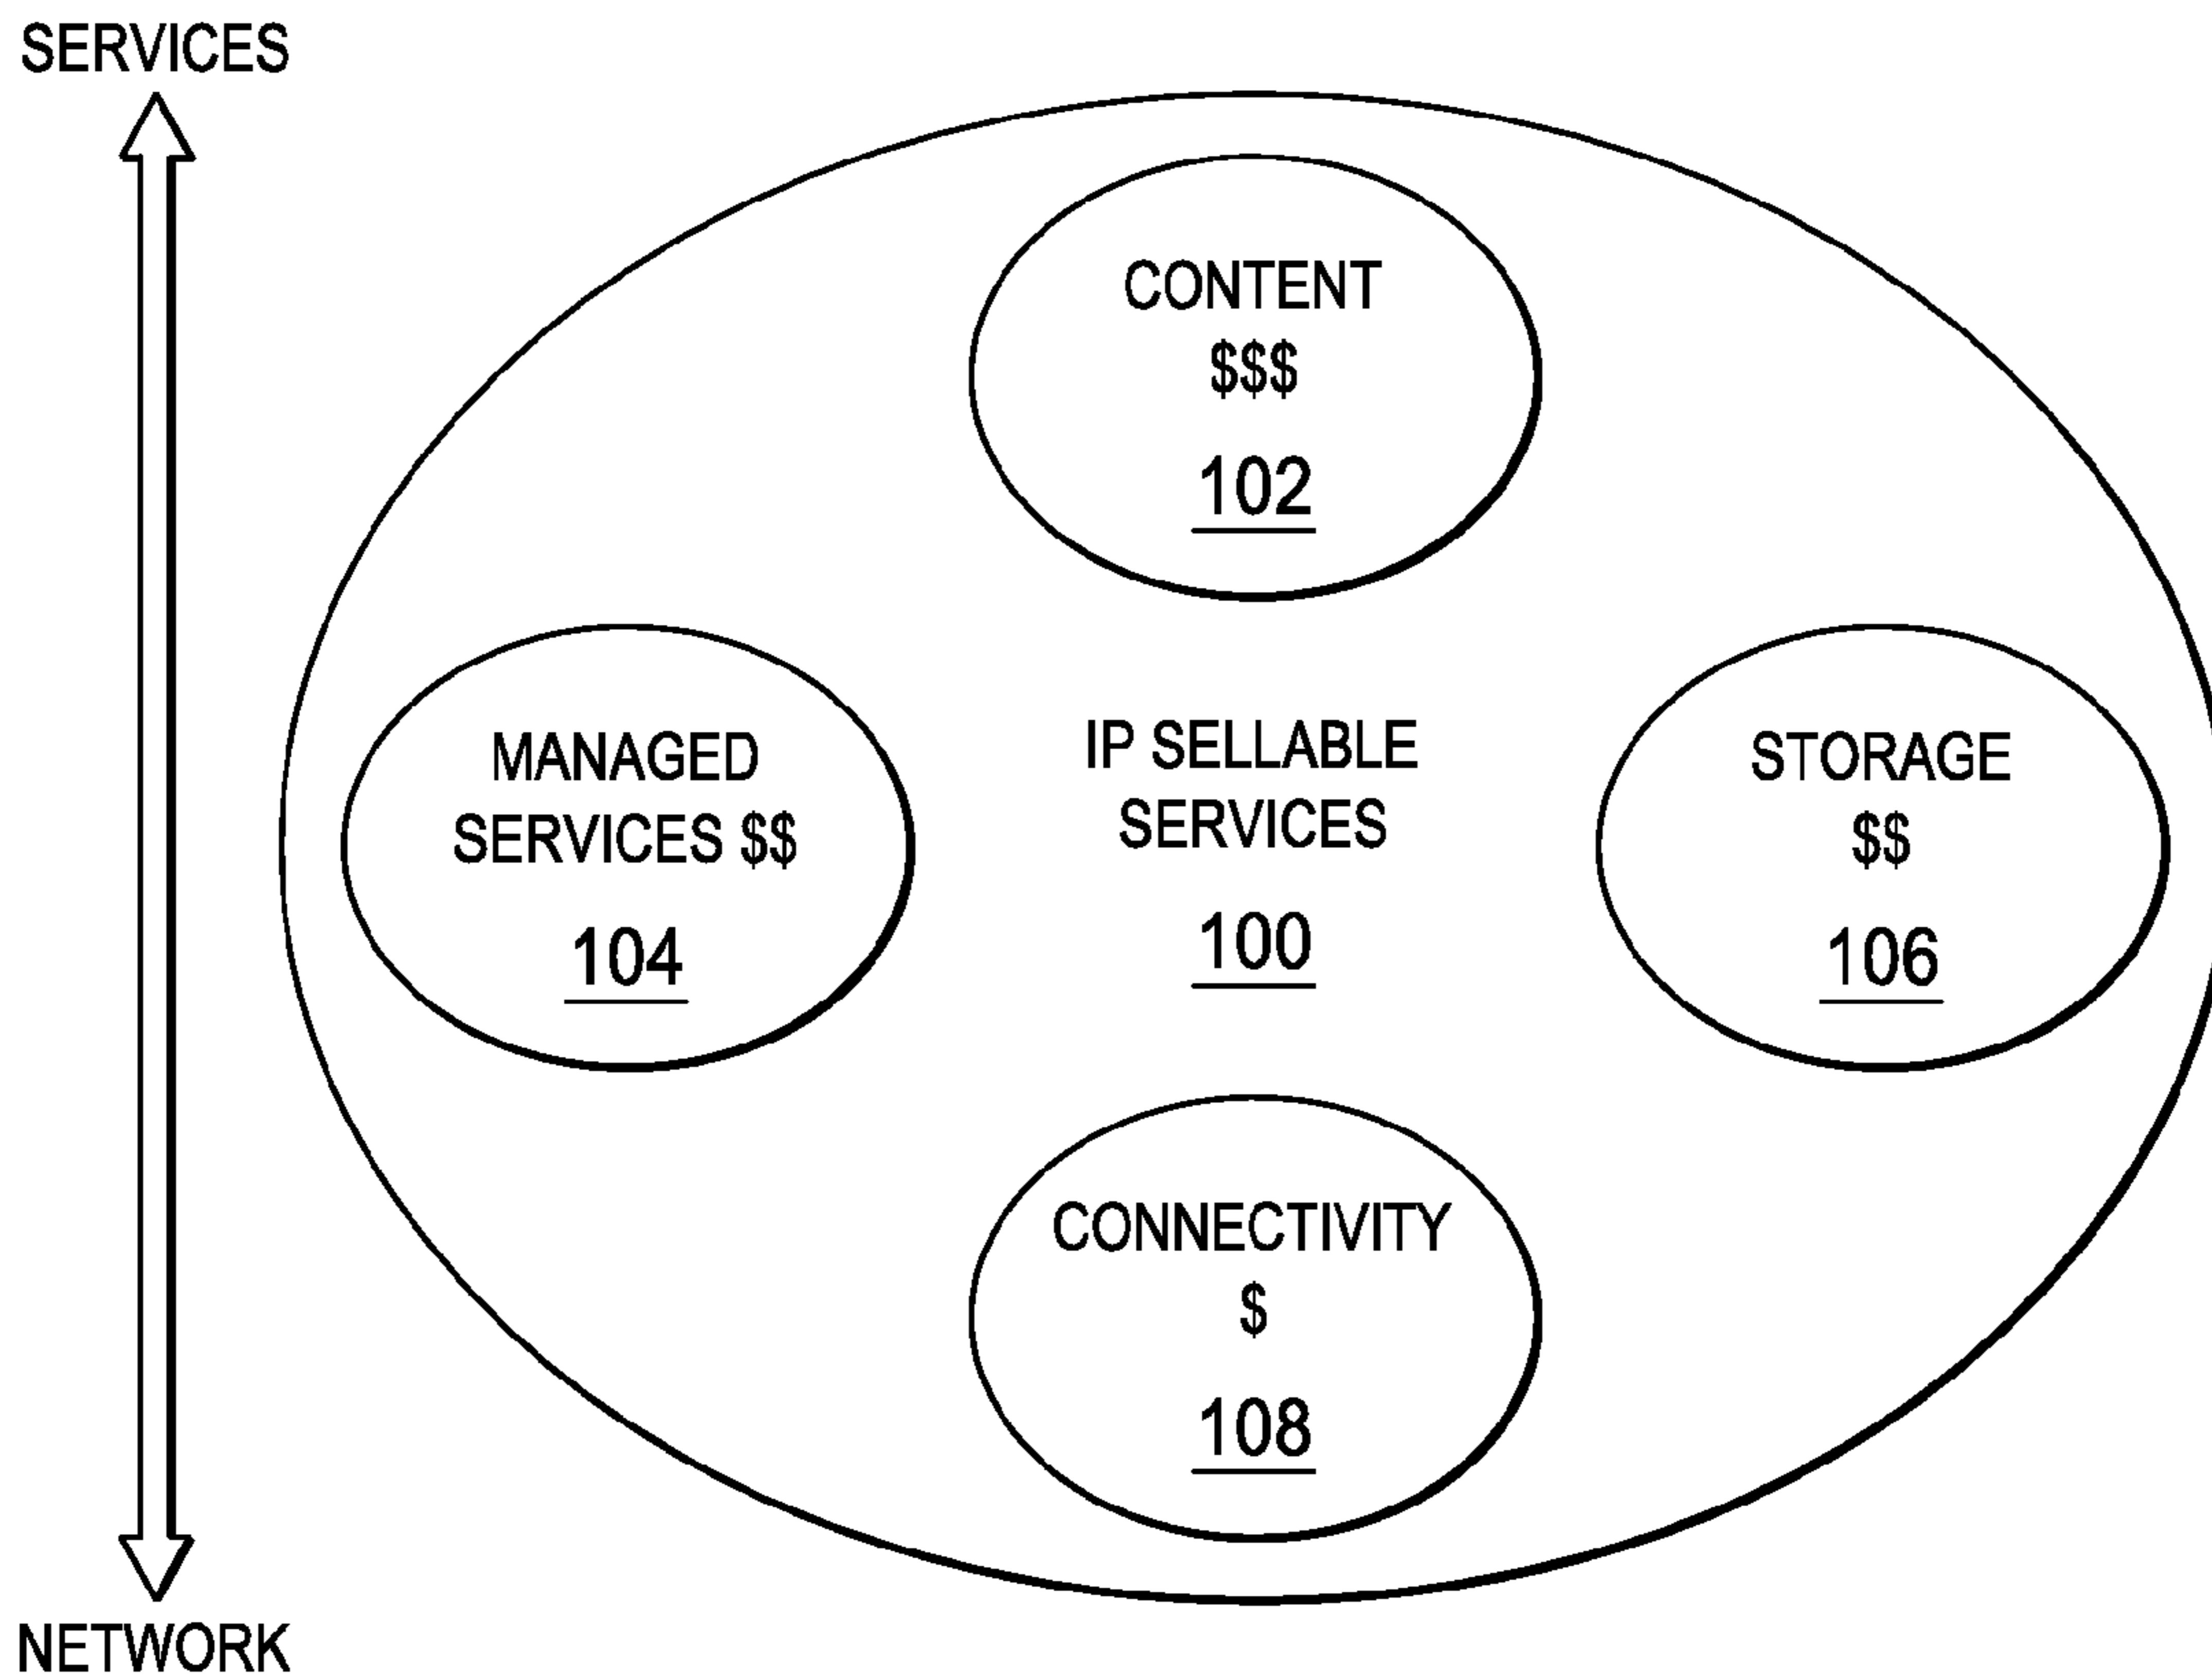 SERVICES
CONTENT
$$$
102
MANAGED
SERVICES $$
104
IP SELLABLE
SERVICES
100
STORAGE
$$
106
CONNECTIVITY
$
108
NETWORK